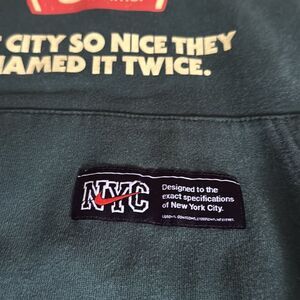 CITY SO NICE THEY
NAMED IT TWICE.
NYC
Designed to the
exact specifications
of New York City.